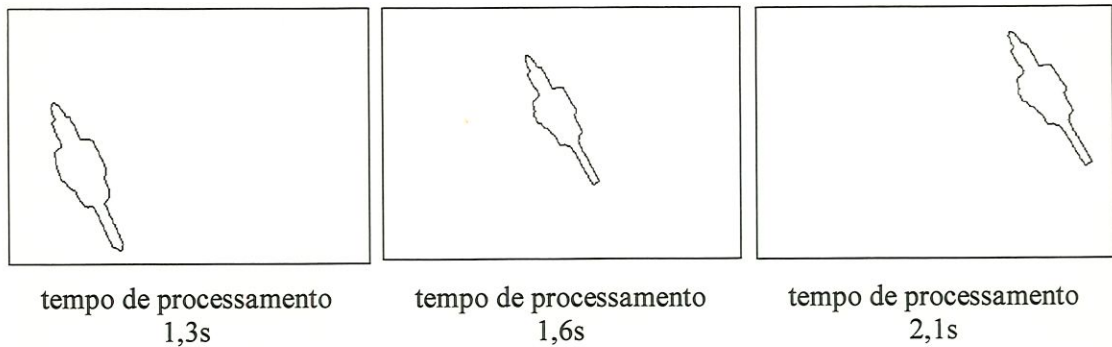 tempo de processamento
1,3s
tempo de processamento
1,6s
tempo de processamento
2,1s